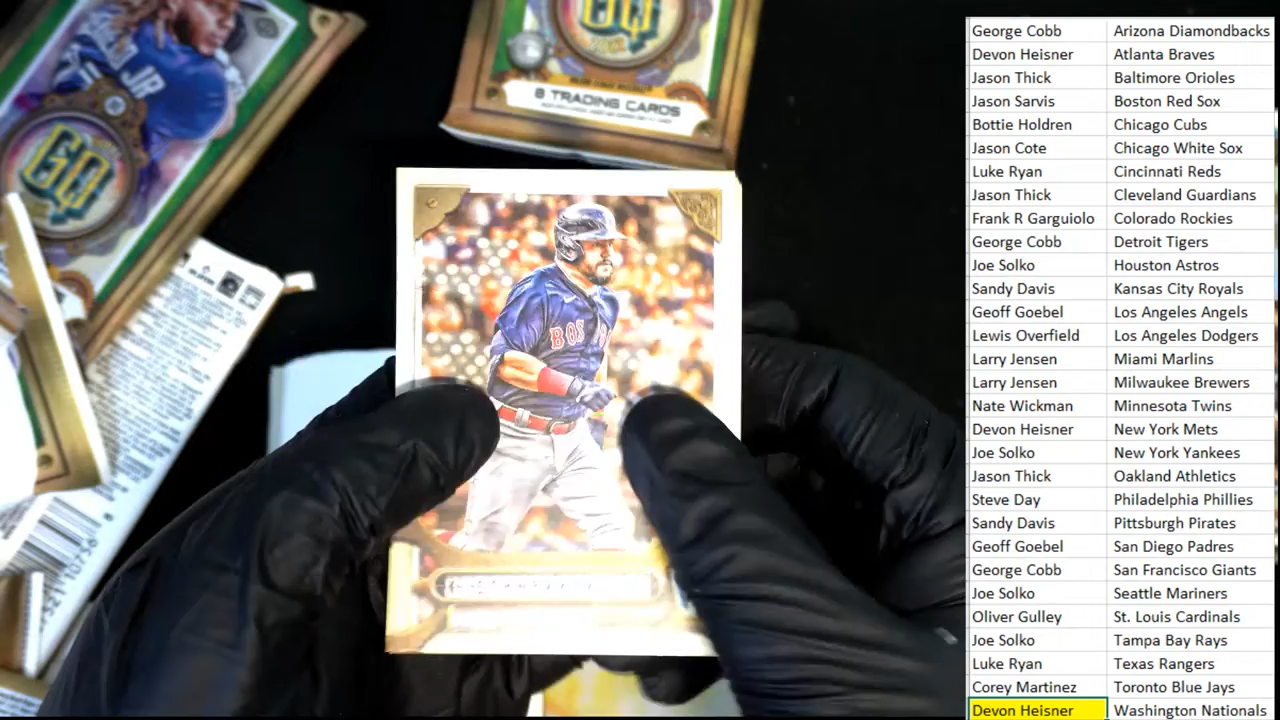 JR
GQ
GQ
8 TRADING CARDS
BOS
George Cobb Arizona Diamondbacks
Devon Heisner Atlanta Braves
Jason Thick Baltimore Orioles
Jason Sarvis Boston Red Sox
Bottie Holdren Chicago Cubs
Jason Cote Chicago White Sox
Luke Ryan Cincinnati Reds
Jason Thick Cleveland Guardians
Frank R Garguiolo Colorado Rockies
George Cobb Detroit Tigers
Joe Solko Houston Astros
Sandy Davis Kansas City Royals
Geoff Goebel Los Angeles Angels
Lewis Overfield Los Angeles Dodgers
Larry Jensen Miami Marlins
Larry Jensen Milwaukee Brewers
Nate Wickman Minnesota Twins
Devon Heisner New York Mets
Joe Solko New York Yankees
Jason Thick Oakland Athletics
Steve Day Philadelphia Phillies
Sandy Davis Pittsburgh Pirates
Geoff Goebel San Diego Padres
George Cobb San Francisco Giants
Joe Solko Seattle Mariners
Oliver Gulley St. Louis Cardinals
Joe Solko Tampa Bay Rays
Luke Ryan Texas Rangers
Corey Martinez Toronto Blue Jays
Devon Heisner Washington Nationals